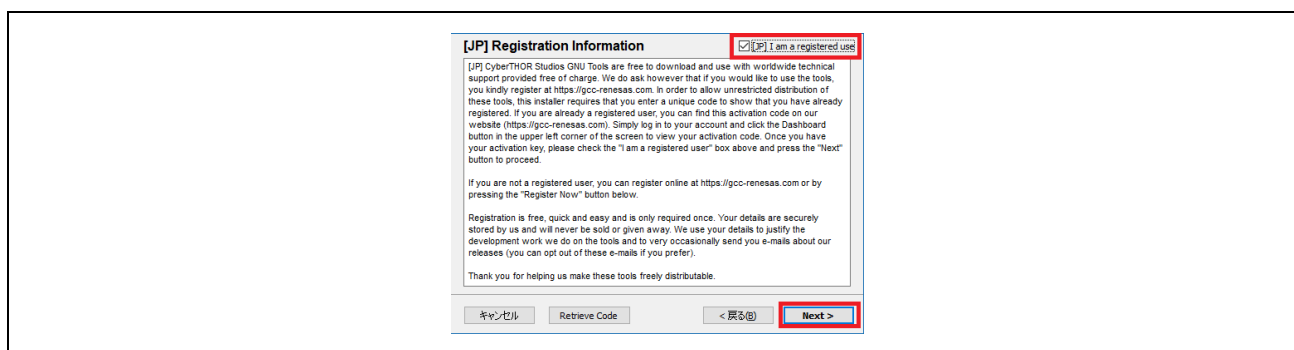 [JP] Registration Information
[JP] I am a registered use
[JP] CyberTHOR Studios GNU Tools are free to download and use with worldwide technical
support provided free of charge. We do ask however that if you would like to use the tools,
you kindly register at https://gcc-renesas.com. In order to allow unrestricted distribution of
these tools, this installer requires that you enter a unique code to show that you have already
registered. If you are already a registered user, you can find this activation code on our
website (https://gcc-renesas.com). Simply log in to your account and click the Dashboard
button in the upper left corner of the screen to view your activation code. Once you have
your activation key, please check the "I am a registered user" box above and press the "Next"
button to proceed.
If you are not a registered user, you can register online at https://gcc-renesas.com or by
pressing the "Register Now" button below.
Registration is free, quick and easy and is only required once. Your details are securely
stored by us and will never be sold or given away. We use your details to justify the
development work we do on the tools and to very occasionally send you e-mails about our
releases (you can opt out of these e-mails if you prefer).
Thank you for helping us make these tools freely distributable.
キャンセル Retrieve Code < 戻る(B) Next >